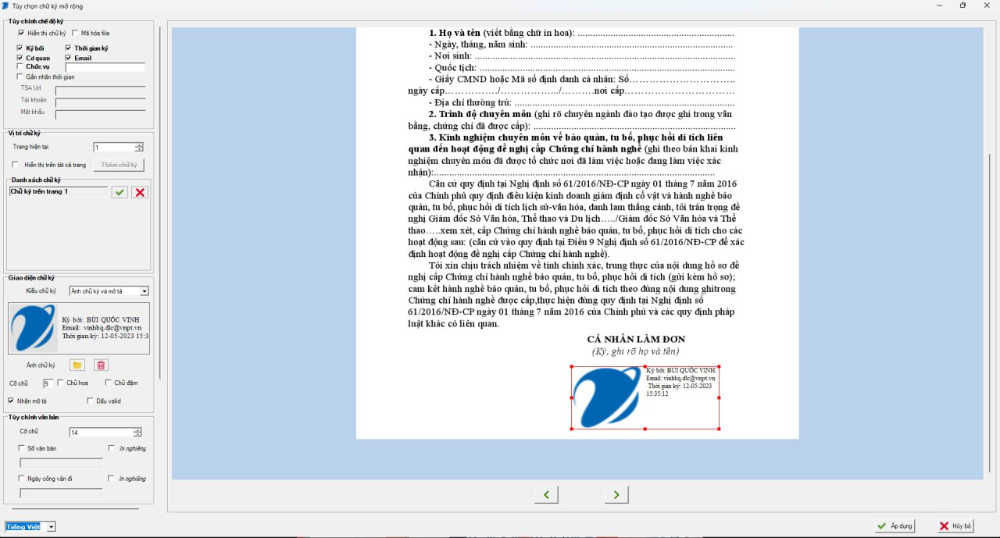 Tùy chọn chữ ký mở rộng
Tùy chỉnh chế độ ký
Hiển thị chữ ký
Mã hóa file
Ký bởi
Thời gian ký
Cơ quan
Email
Chức vụ
Gắn nhãn thời gian
TSA Url
Tài khoản
Mật khẩu
Vị trí chữ ký
Trang hiện tại
1
Hiển thị trên tất cả trang
Thêm chữ ký
Danh sách chữ ký
Chữ ký trên trang 1
Giao diện chữ ký
Kiểu chữ ký
Ảnh chữ ký và mô tả
Ký bởi: BÙI QUỐC VINH
Email: vinhbq.dlc@vnpt.vn
Thời gian ký: 12-05-2023 15:3
Ảnh chữ ký
Cỡ chữ
9
Chữ hoa
Chữ đậm
Nhãn mô tả
Dấu valid
Tùy chỉnh văn bản
Cỡ chữ
14
Số văn bản
In nghiêng
Ngày công văn đi
In nghiêng
Tiếng Việt
1. Họ và tên (viết bằng chữ in hoa): ...............................................................
- Ngày, tháng, năm sinh: .................................................................................
- Nơi sinh: ........................................................................................................
- Quốc tịch: ......................................................................................................
- Giấy CMND hoặc Mã số định danh cá nhân: Số……………………………..
ngày cấp……………./……………../……….nơi cấp………………………………
- Địa chỉ thường trú: ........................................................................................
2. Trình độ chuyên môn (ghi rõ chuyên ngành đào tạo được ghi trong văn
bằng, chứng chỉ đã được cấp): .................................................................................
3. Kinh nghiệm chuyên môn về bảo quản, tu bổ, phục hồi di tích liên
quan đến hoạt động đề nghị cấp Chứng chỉ hành nghề (ghi theo bản khai kinh
nghiệm chuyên môn đã được tổ chức nơi đã làm việc hoặc đang làm việc xác
nhận):................................................................................................................
Căn cứ quy định tại Nghị định số 61/2016/NĐ-CP ngày 01 tháng 7 năm 2016
của Chính phủ quy định điều kiện kinh doanh giám định cổ vật và hành nghề bảo
quản, tu bổ, phục hồi di tích lịch sử-văn hóa, danh lam thắng cảnh, tôi trân trọng đề
nghị Giám đốc Sở Văn hóa, Thể thao và Du lịch…../Giám đốc Sở Văn hóa và Thể
thao…..xem xét, cấp Chứng chỉ hành nghề bảo quản, tu bổ, phục hồi di tích cho các
hoạt động sau: (căn cứ vào quy định tại Điều 9 Nghị định số 61/2016/NĐ-CP để xác
định hoạt động đề nghị cấp Chứng chỉ hành nghề).
Tôi xin chịu trách nhiệm về tính chính xác, trung thực của nội dung hồ sơ đề
nghị cấp Chứng chỉ hành nghề bảo quản, tu bổ, phục hồi di tích (gửi kèm hồ sơ);
cam kết hành nghề bảo quản, tu bổ, phục hồi di tích theo đúng nội dung ghitrong
Chứng chỉ hành nghề được cấp,thực hiện đúng quy định tại Nghị định số
61/2016/NĐ-CP ngày 01 tháng 7 năm 2016 của Chính phủ và các quy định pháp
luật khác có liên quan.
CÁ NHÂN LÀM ĐƠN
(Ký, ghi rõ họ và tên)
Ký bởi: BÙI QUỐC VINH
Email: vinhbq.dlc@vnpt.vn
Thời gian ký: 12-05-2023
15:35:12
Áp dụng
Hủy bỏ